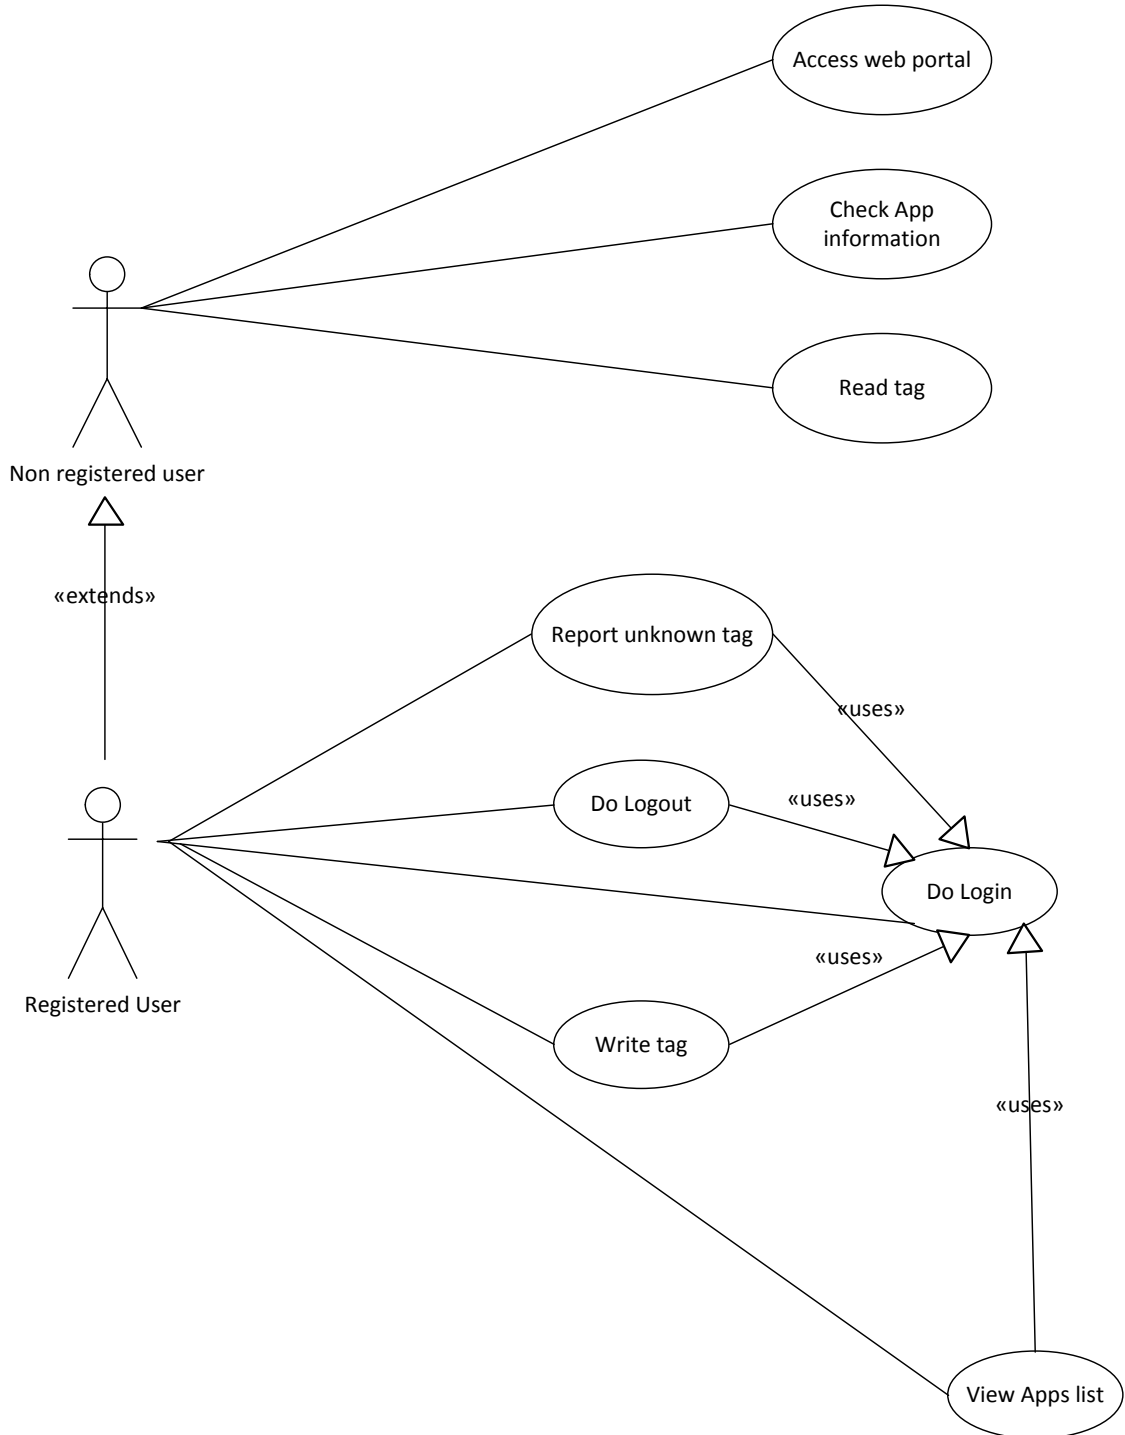 Access web portal
Check App
information
Read tag
Non registered user
«extends»
Report unknown tag
«uses»
Do Logout
«uses»
Do Login
«uses»
Registered User
Write tag
«uses»
View Apps list